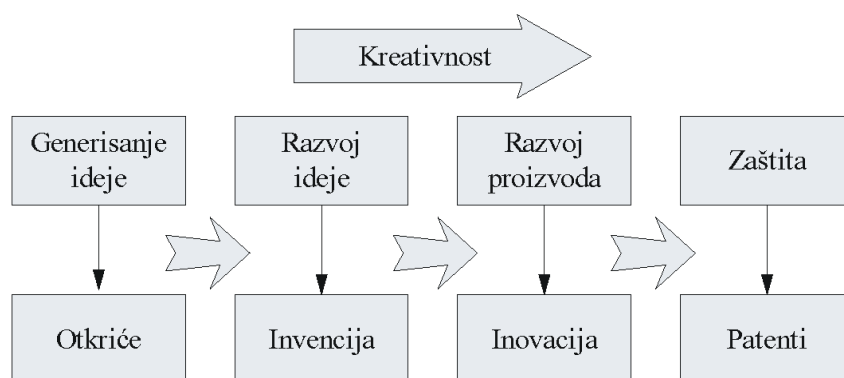 Kreativnost
Generisanje
ideje
Razvoj
ideje
Razvoj
proizvoda
Zaštita
Otkriće
Invencija
Inovacija
Patenti